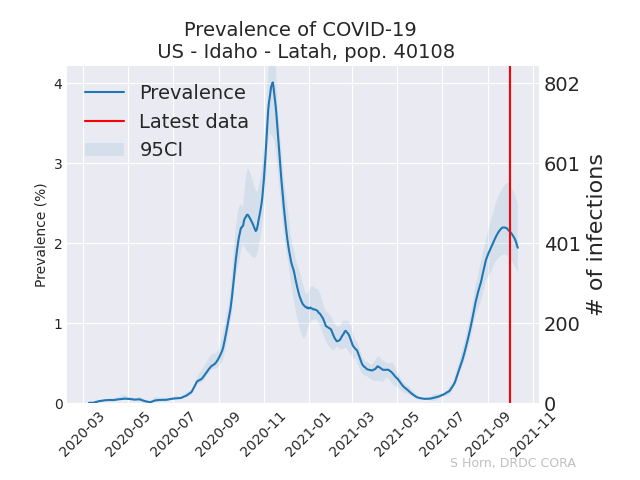 Prevalence of COVID-19
US - Idaho - Latah, pop. 40108
Prevalence
Latest data
95CI
Prevalence (%)
4
3
2
1
0
802
601
401
200
0
# of infections
2020-03
2020-05
2020-07
2020-09
2020-11
2021-01
2021-03
2021-05
2021-07
2021-09
2021-11
S Horn, DRDC CORA